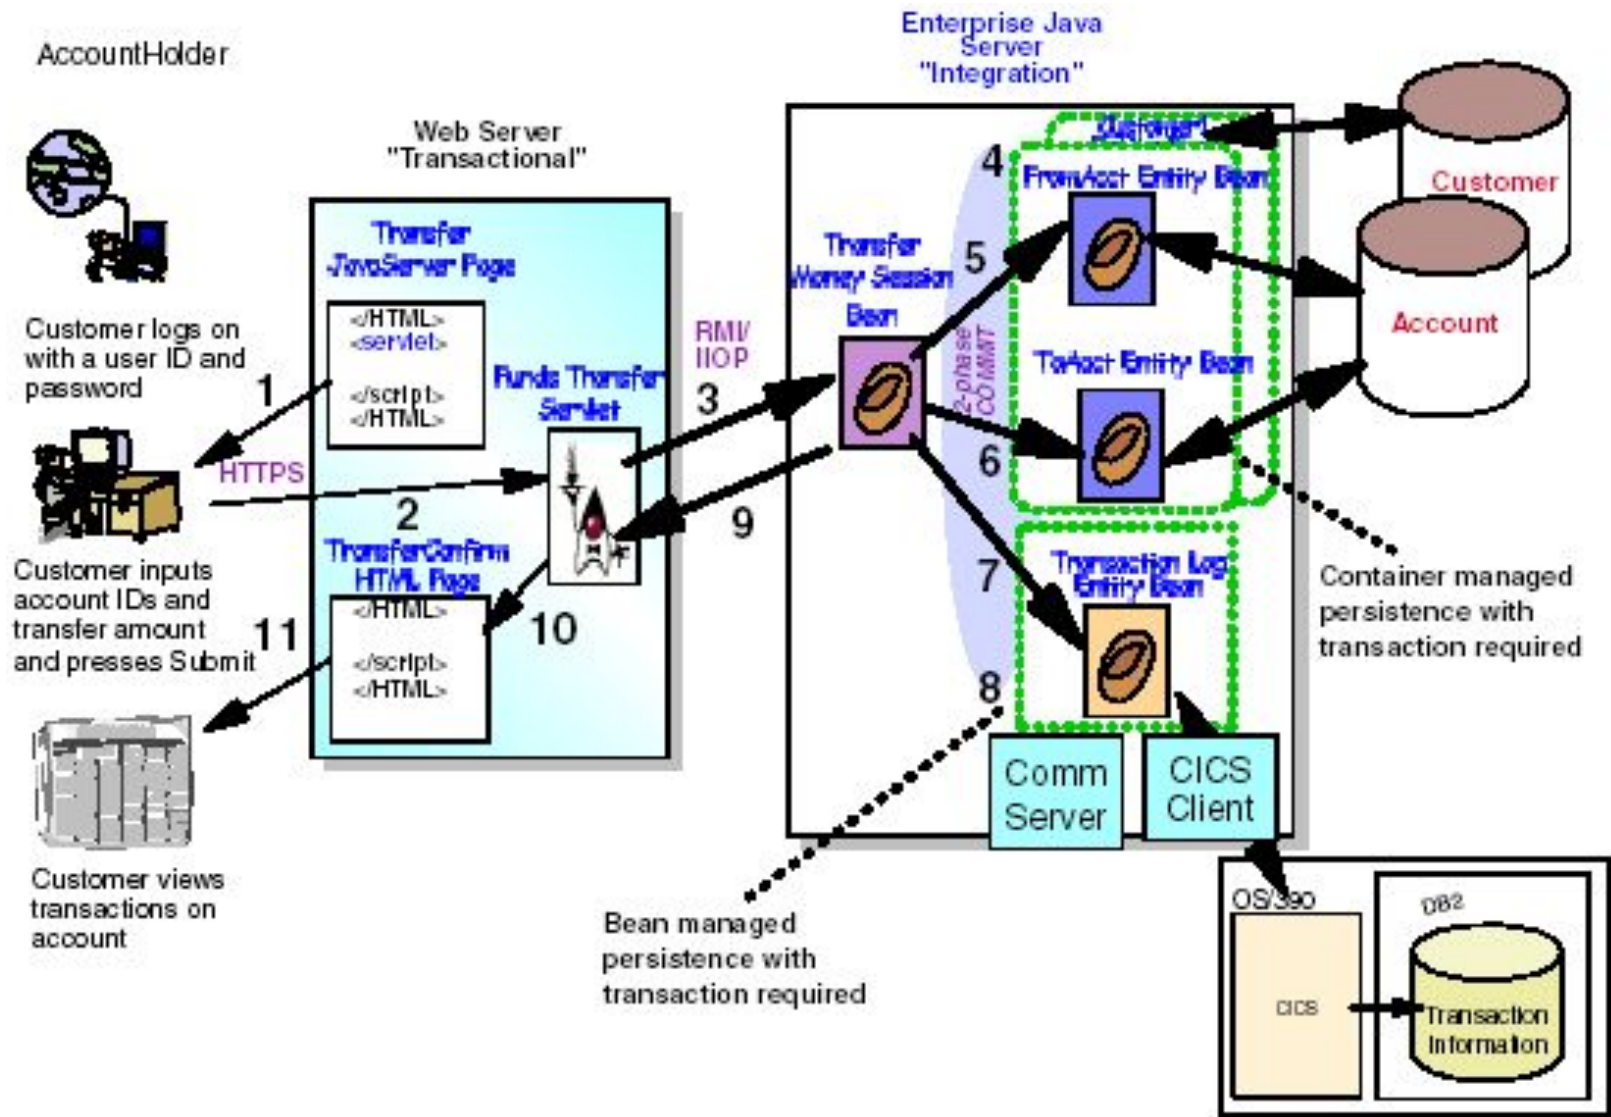 AccountHolder
Customer logs on
with a user ID and
password
Customer inputs
account IDs and
transfer amount
and presses Submit
Customer views
transactions on
account
1
HTTPS
2
11
Web Server
"Transactional"
Transfer
JavaServer Page
</HTML>
<servlet>
</script>
</HTML>
Funds Transfer
Servlet
TransferConfirm
HTML Page
</HTML>
</script>
</HTML>
10
RMI/
IIOP
3
9
Enterprise Java
Server
"Integration"
Transfer
Money Session
Bean
2-phase
COMMIT
4
5
6
7
8
FromAcct Entity Bean
ToAcct Entity Bean
Transaction Log
Entity Bean
Comm
Server
CICS
Client
Customer
Account
Container managed
persistence with
transaction required
Bean managed
persistence with
transaction required
OS/390
CICS
DB2
Transaction
Information